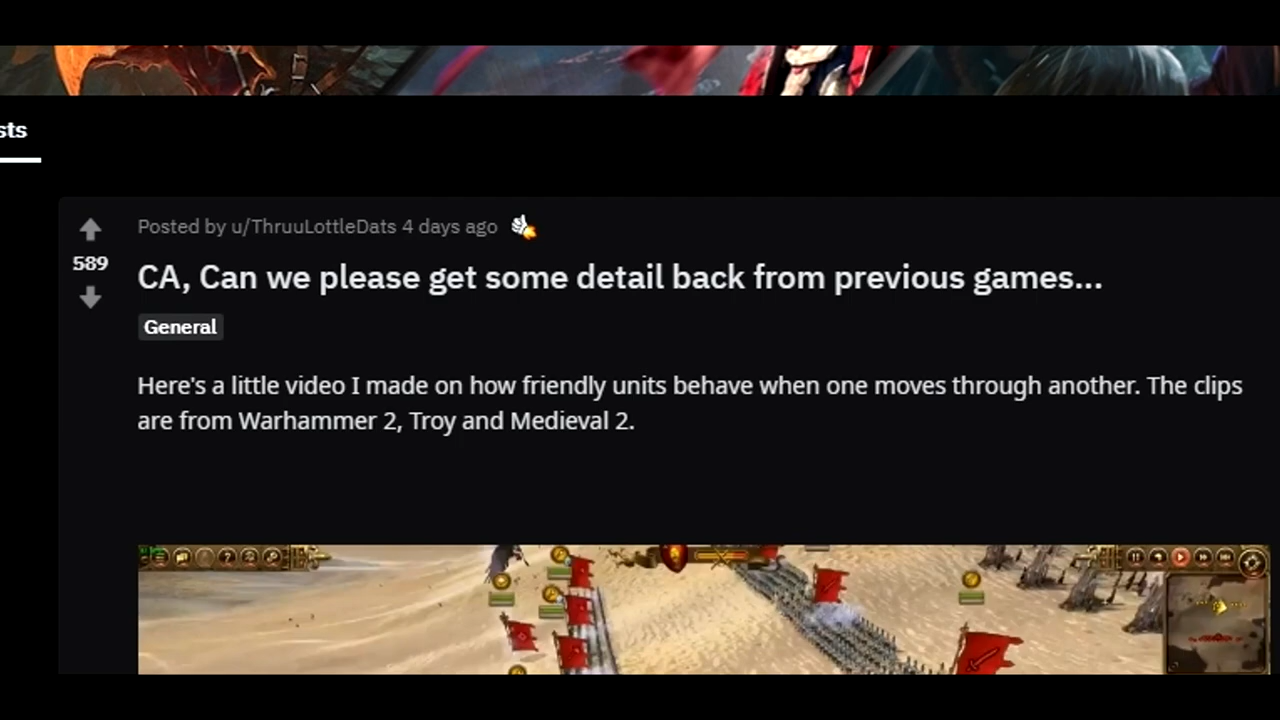 sts
Posted by u/ThruuLottleDats 4 days ago
589
CA, Can we please get some detail back from previous games...
General
Here's a little video I made on how friendly units behave when one moves through another. The clips
are from Warhammer 2, Troy and Medieval 2.